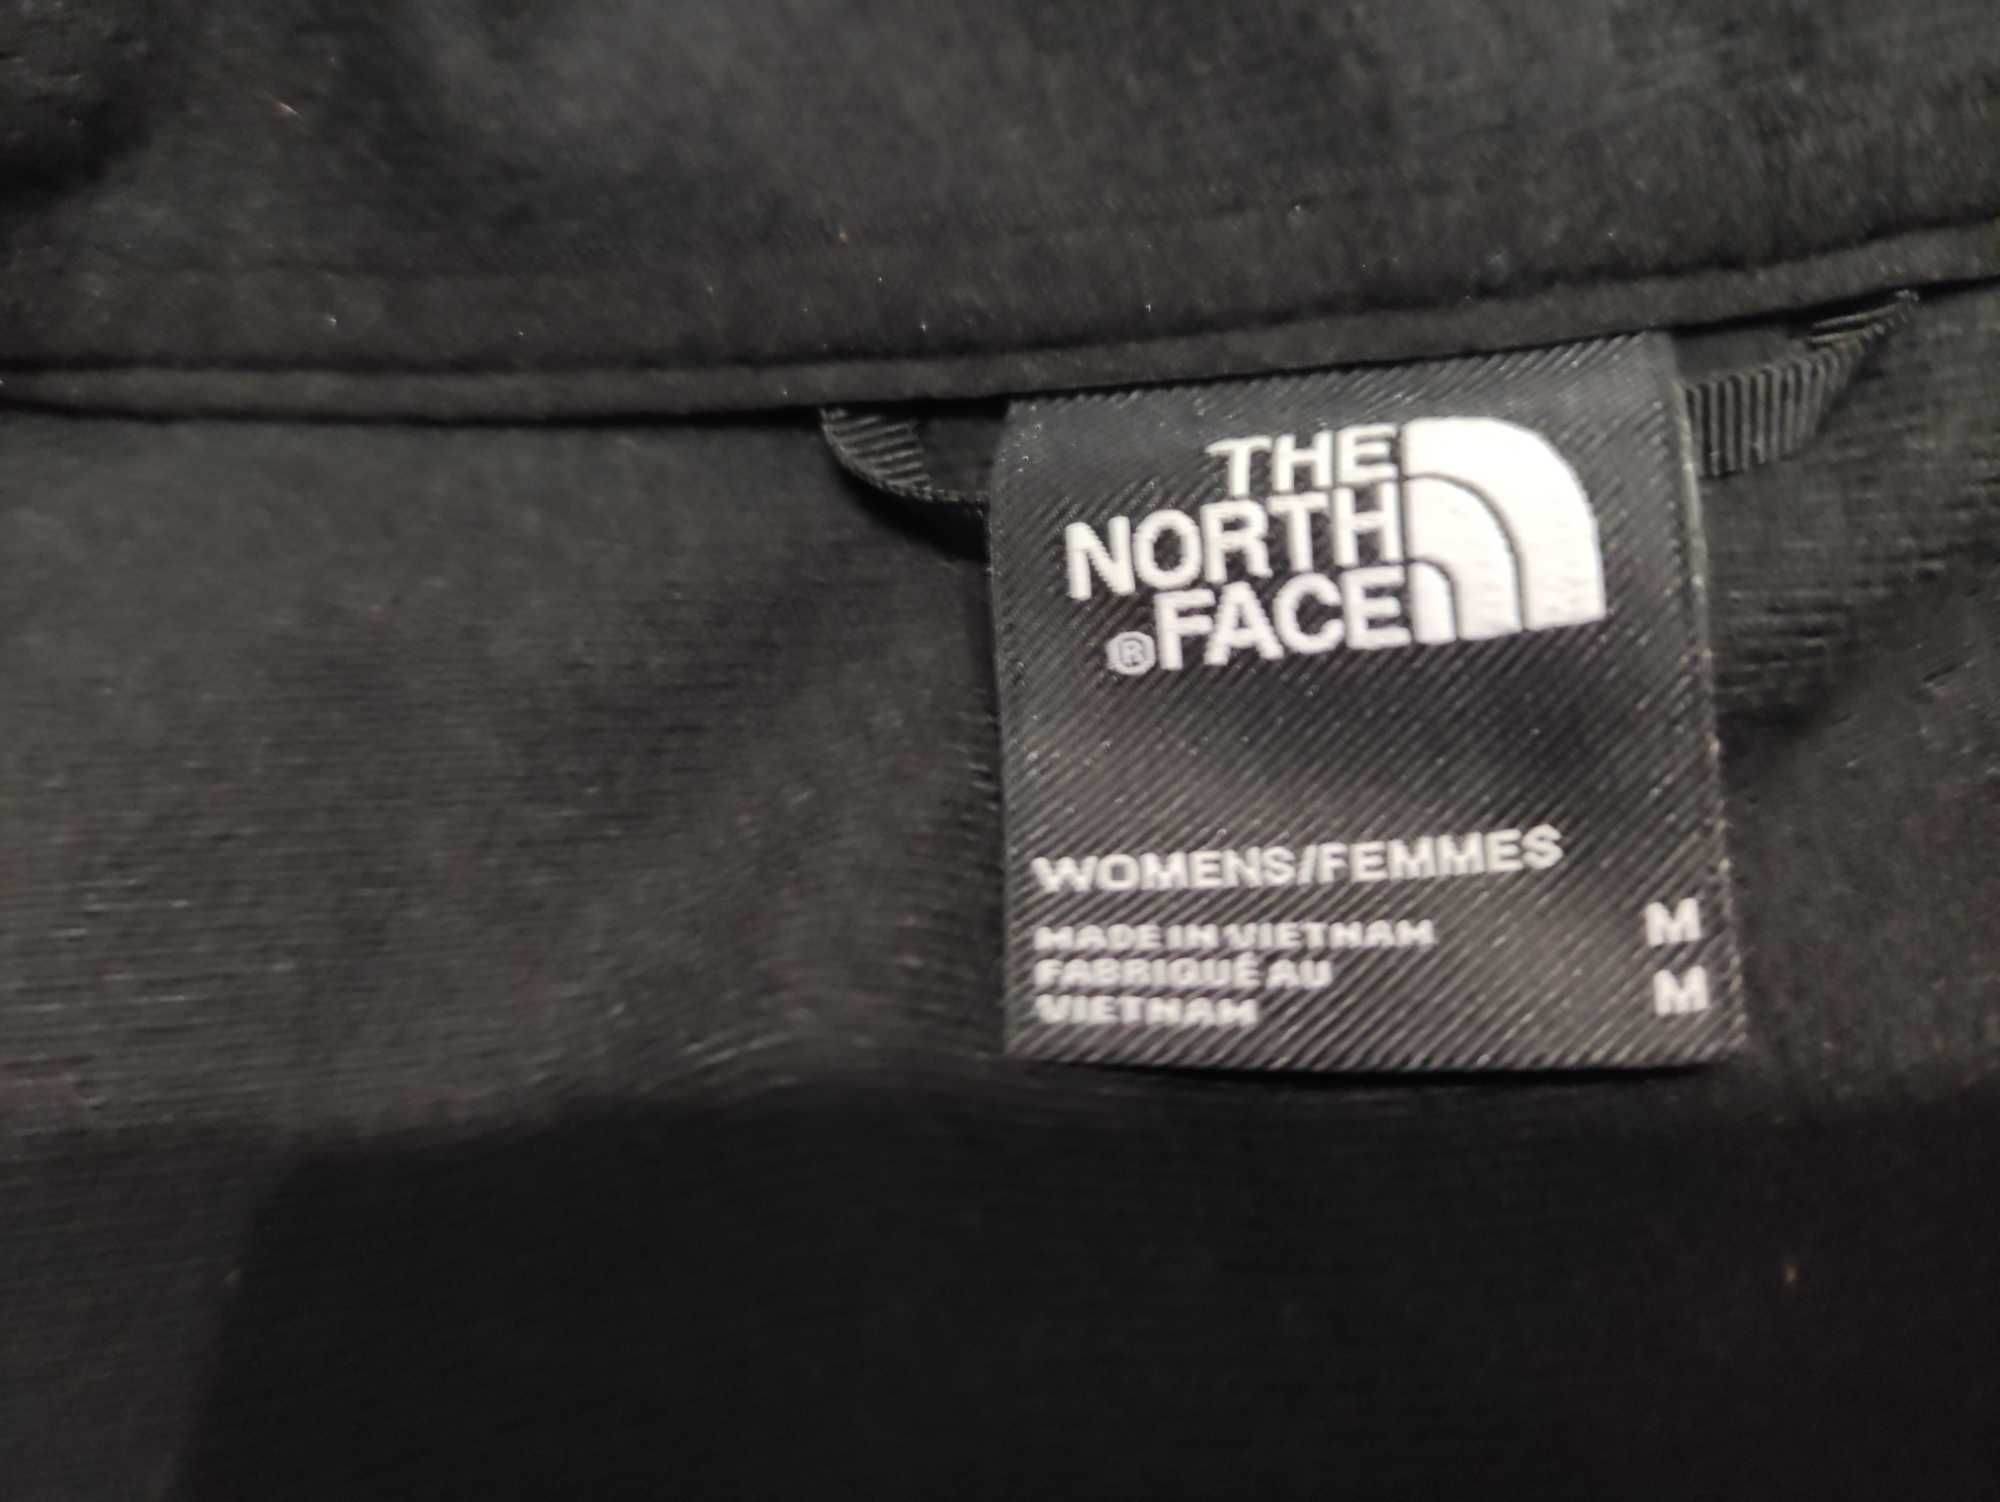 THE
NORTH
®FACE
WOMENS/FEMMES
MADE IN VIETNAM M
FABRIQUÉ AU
VIETNAM M